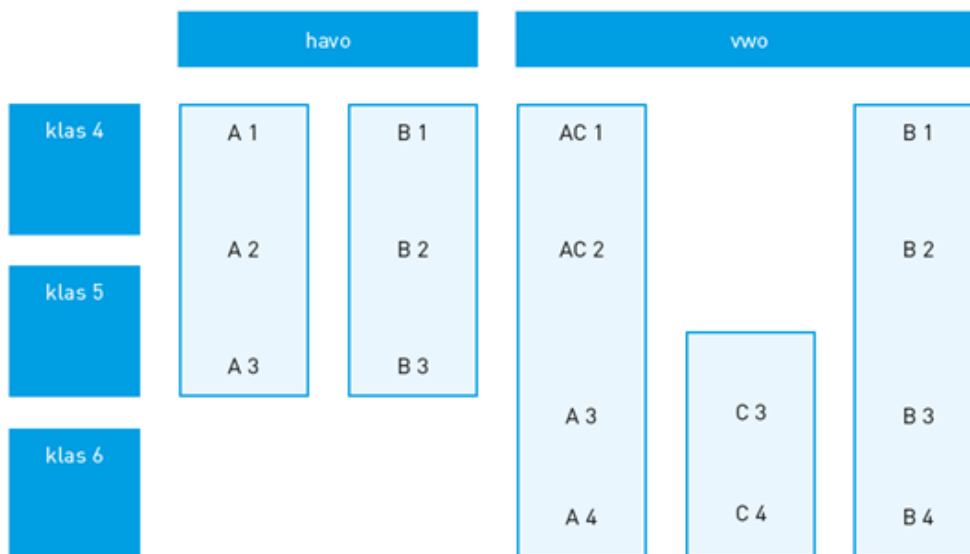 havo vwo
klas 4 A 1 B 1 AC 1 B 1
A 2 B 2 AC 2 B 2
klas 5
A 3 B 3
A 3 C 3 B 3
klas 6
A 4 C 4 B 4